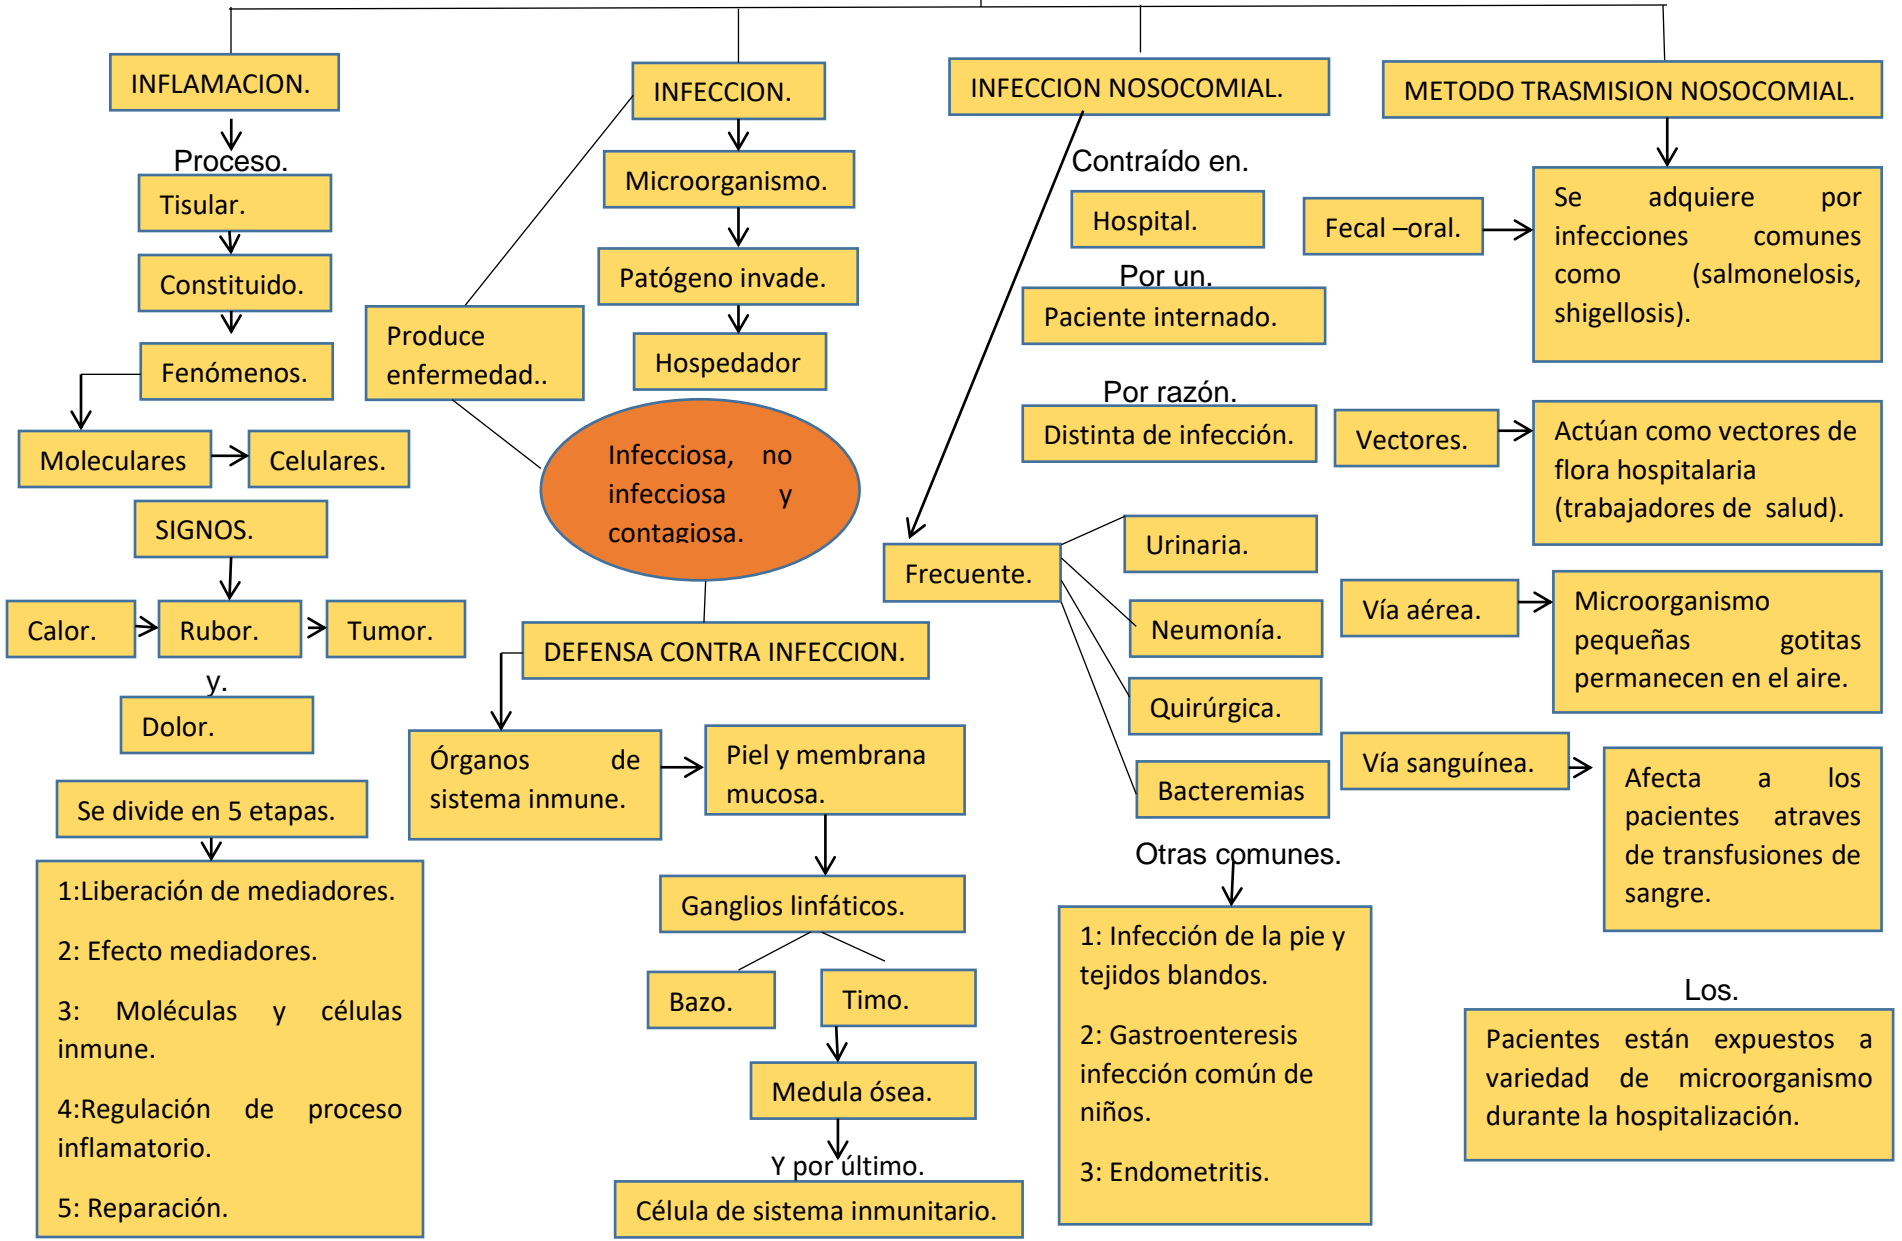 INFLAMACION.
Proceso.
Tisular.
Constituido.
Fenómenos.
Moleculares
Celulares.
SIGNOS.
Calor.
Rubor.
Tumor.
y.
Dolor.
Se divide en 5 etapas.
1:Liberación de mediadores.
2: Efecto mediadores.
3: Moléculas y células
inmune.
4:Regulación de proceso
inflamatorio.
5: Reparación.
INFECCION.
Microorganismo.
Patógeno invade.
Hospedador
Produce
enfermedad..
Infecciosa, no
infecciosa y
contagiosa.
DEFENSA CONTRA INFECCION.
Órganos de
sistema inmune.
Piel y membrana
mucosa.
Ganglios linfáticos.
Bazo.
Timo.
Medula ósea.
Y por último.
Célula de sistema inmunitario.
INFECCION NOSOCOMIAL.
Contraído en.
Hospital.
Por un.
Paciente internado.
Por razón.
Distinta de infección.
Frecuente.
Urinaria.
Neumonía.
Quirúrgica.
Bacteremias
Otras comunes.
1: Infección de la pie y
tejidos blandos.
2: Gastroenteresis
infección común de
niños.
3: Endometritis.
METODO TRASMISION NOSOCOMIAL.
Fecal –oral.
Se adquiere por
infecciones comunes
como (salmonelosis,
shigellosis).
Vectores.
Actúan como vectores de
flora hospitalaria
(trabajadores de salud).
Vía aérea.
Microorganismo
pequeñas gotitas
permanecen en el aire.
Vía sanguínea.
Afecta a los
pacientes atraves
de transfusiones de
sangre.
Los.
Pacientes están expuestos a
variedad de microorganismo
durante la hospitalización.